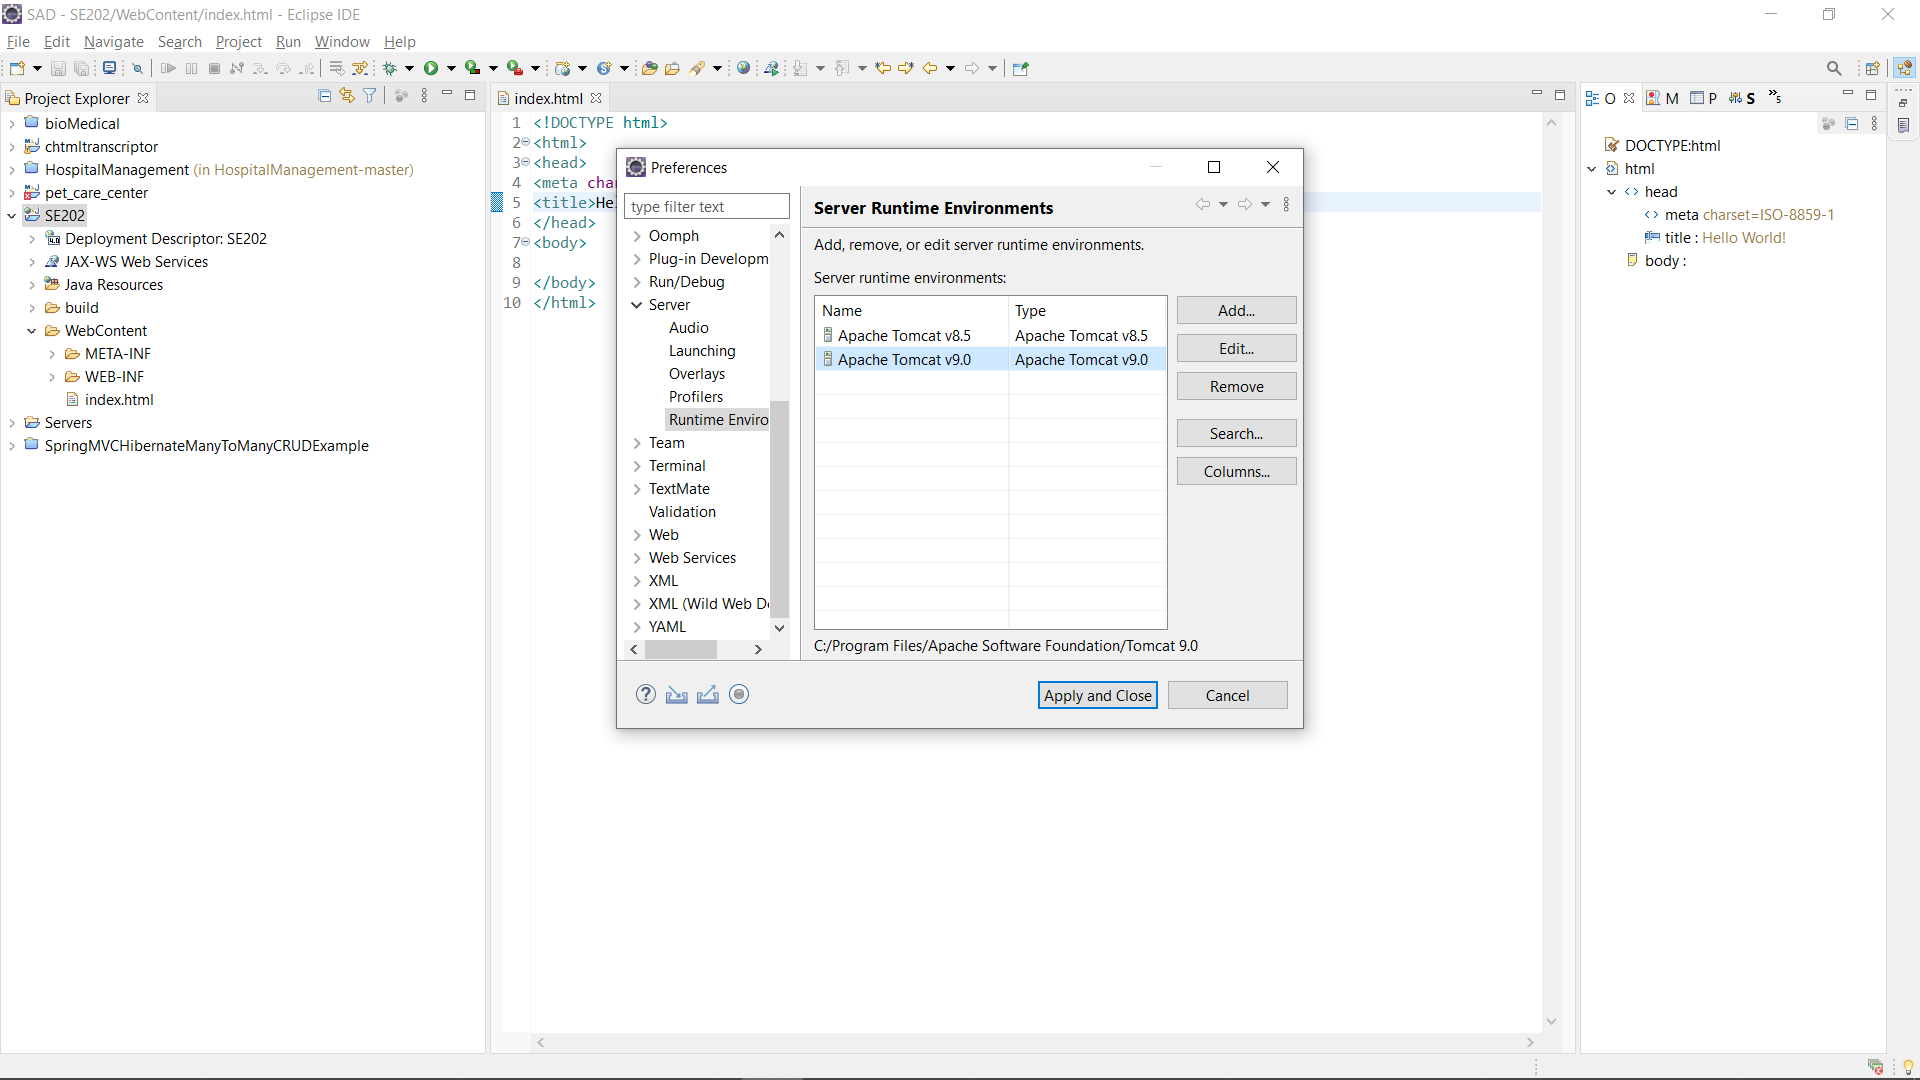 SAD - SE202/WebContent/index.html - Eclipse IDE
File Edit Navigate Search Project Run Window Help
Project Explorer
bioMedical
chtmltranscriptor
HospitalManagement (in HospitalManagement-master)
pet_care_center
SE202
Deployment Descriptor: SE202
JAX-WS Web Services
Java Resources
build
WebContent
META-INF
WEB-INF
index.html
Servers
SpringMVCHibernateManyToManyCRUDExample
index.html
1 <!DOCTYPE html>
2 <html>
3 <head>
4 <meta char
5 <title>He
6 </head>
7 <body>
8
9 </body>
10 </html>
Preferences
type filter text
Oomph
Plug-in Developm
Run/Debug
Server
Audio
Launching
Overlays
Profilers
Runtime Enviro
Team
Terminal
TextMate
Validation
Web
Web Services
XML
XML (Wild Web De
YAML
Server Runtime Environments
Add, remove, or edit server runtime environments.
Server runtime environments:
Name Type
Apache Tomcat v8.5 Apache Tomcat v8.5
Apache Tomcat v9.0 Apache Tomcat v9.0
Add...
Edit...
Remove
Search...
Columns...
C:/Program Files/Apache Software Foundation/Tomcat 9.0
Apply and Close Cancel
O M P S 5
DOCTYPE:html
html
head
meta charset=ISO-8859-1
title : Hello World!
body :